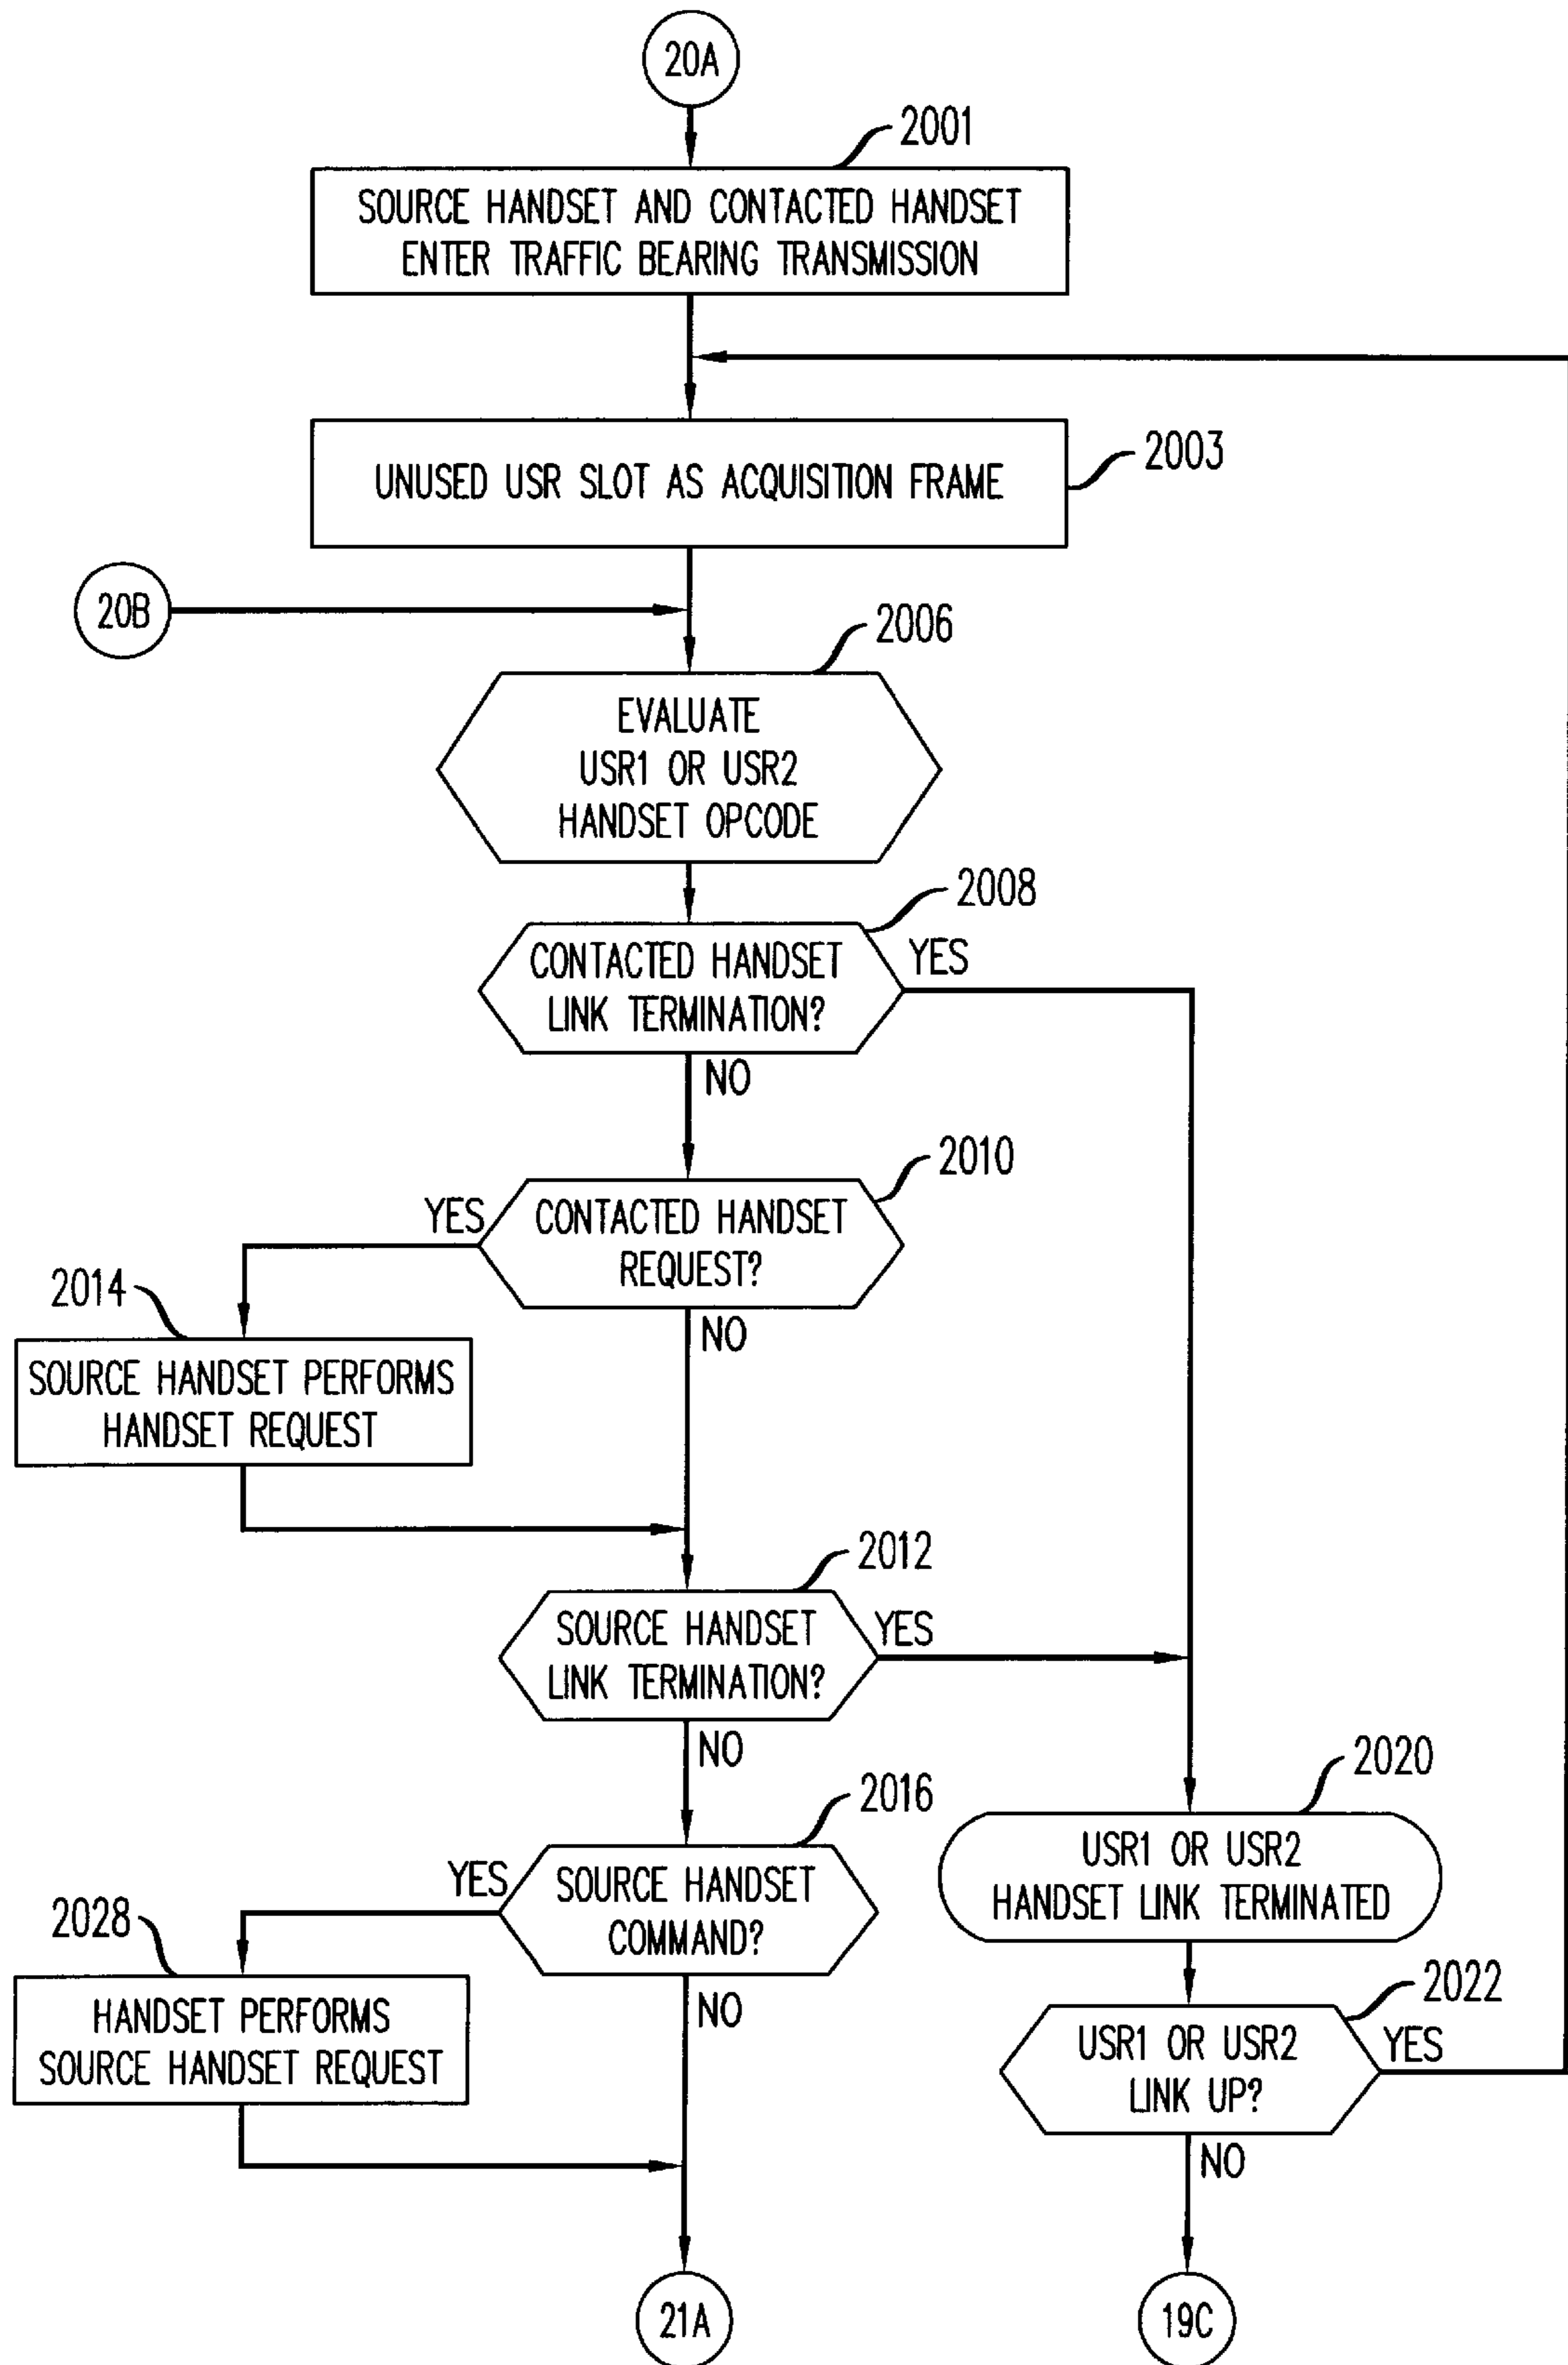 20A
2001
SOURCE HANDSET AND CONTACTED HANDSET
ENTER TRAFFIC BEARING TRANSMISSION
2003
UNUSED USR SLOT AS ACQUISITION FRAME
20B
2006
EVALUATE
USR1 OR USR2
HANDSET OPCODE
2008
CONTACTED HANDSET
LINK TERMINATION?
YES
NO
2010
YES
CONTACTED HANDSET
REQUEST?
NO
2014
SOURCE HANDSET PERFORMS
HANDSET REQUEST
2012
SOURCE HANDSET
LINK TERMINATION?
YES
NO
2020
USR1 OR USR2
HANDSET LINK TERMINATED
2016
YES
SOURCE HANDSET
COMMAND?
NO
2028
HANDSET PERFORMS
SOURCE HANDSET REQUEST
2022
USR1 OR USR2
LINK UP?
YES
NO
21A
19C